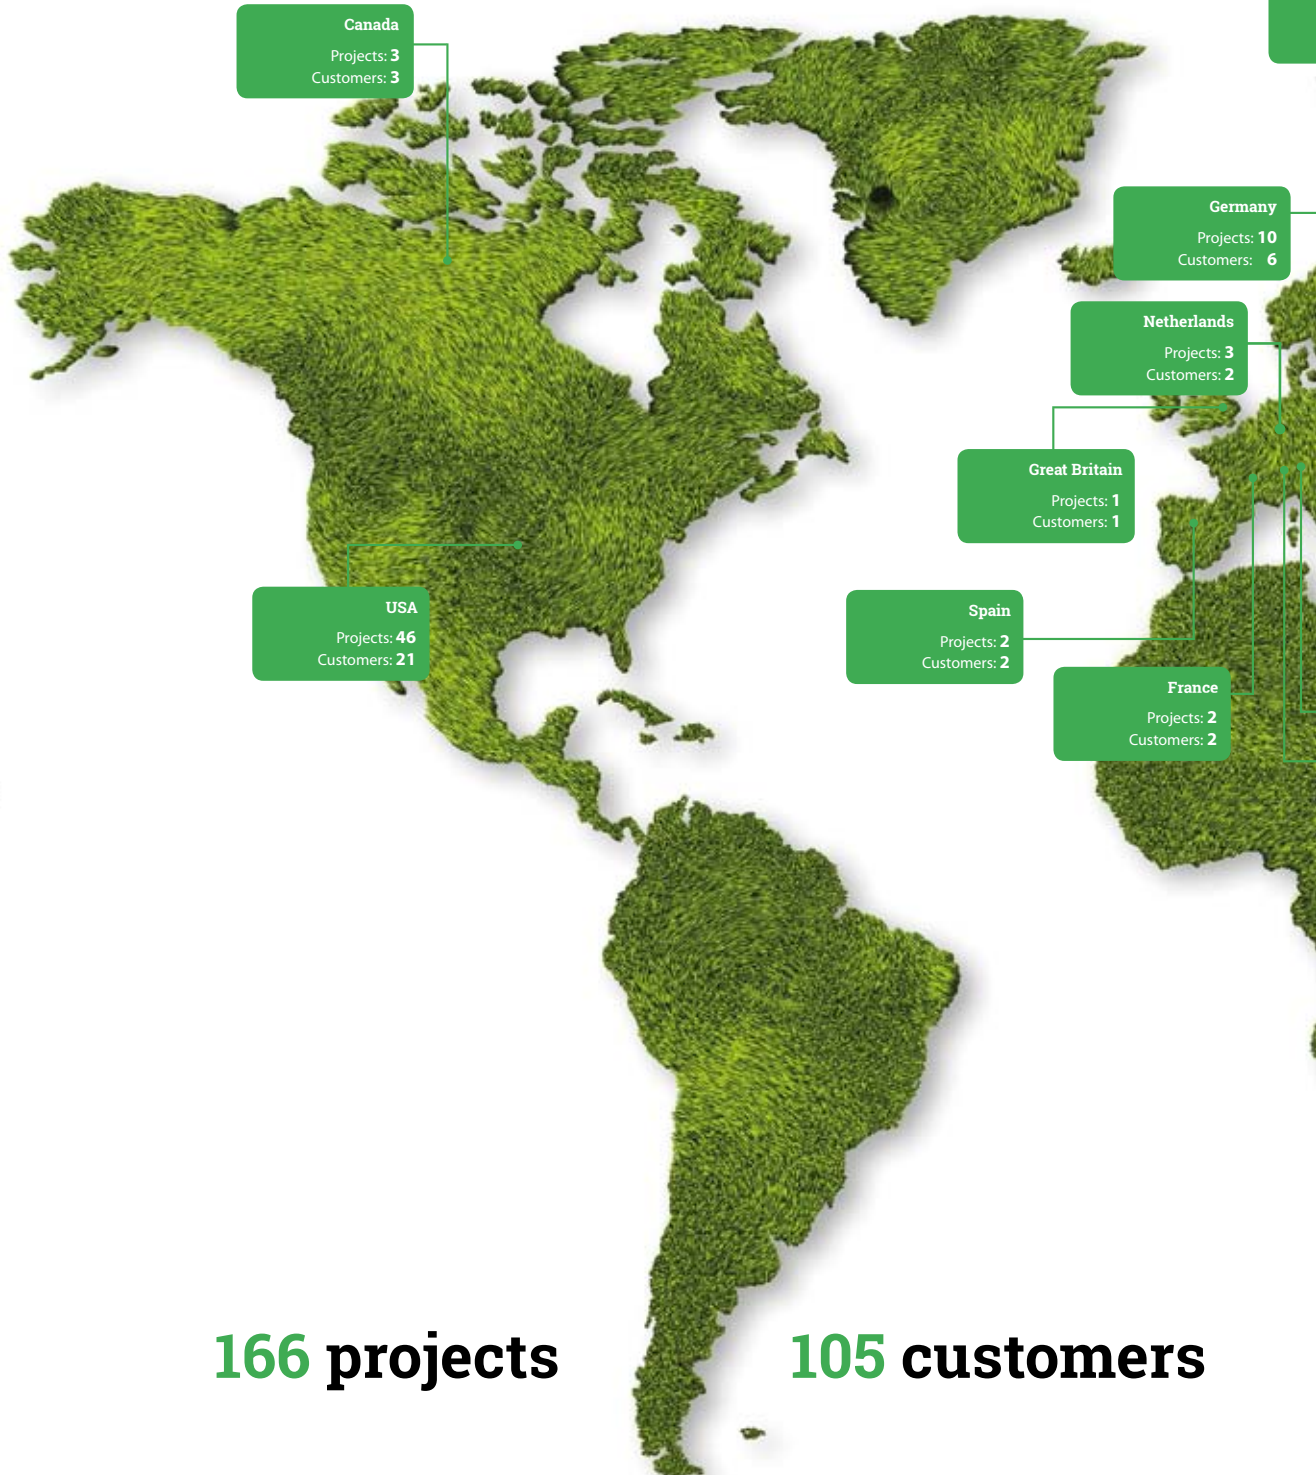 Canada
Projects: 3
Customers: 3
Germany
Projects: 10
Customers: 6
Netherlands
Projects: 3
Customers: 2
Great Britain
Projects: 1
Customers: 1
USA
Projects: 46
Customers: 21
Spain
Projects: 2
Customers: 2
France
Projects: 2
Customers: 2
166 projects
105 customers